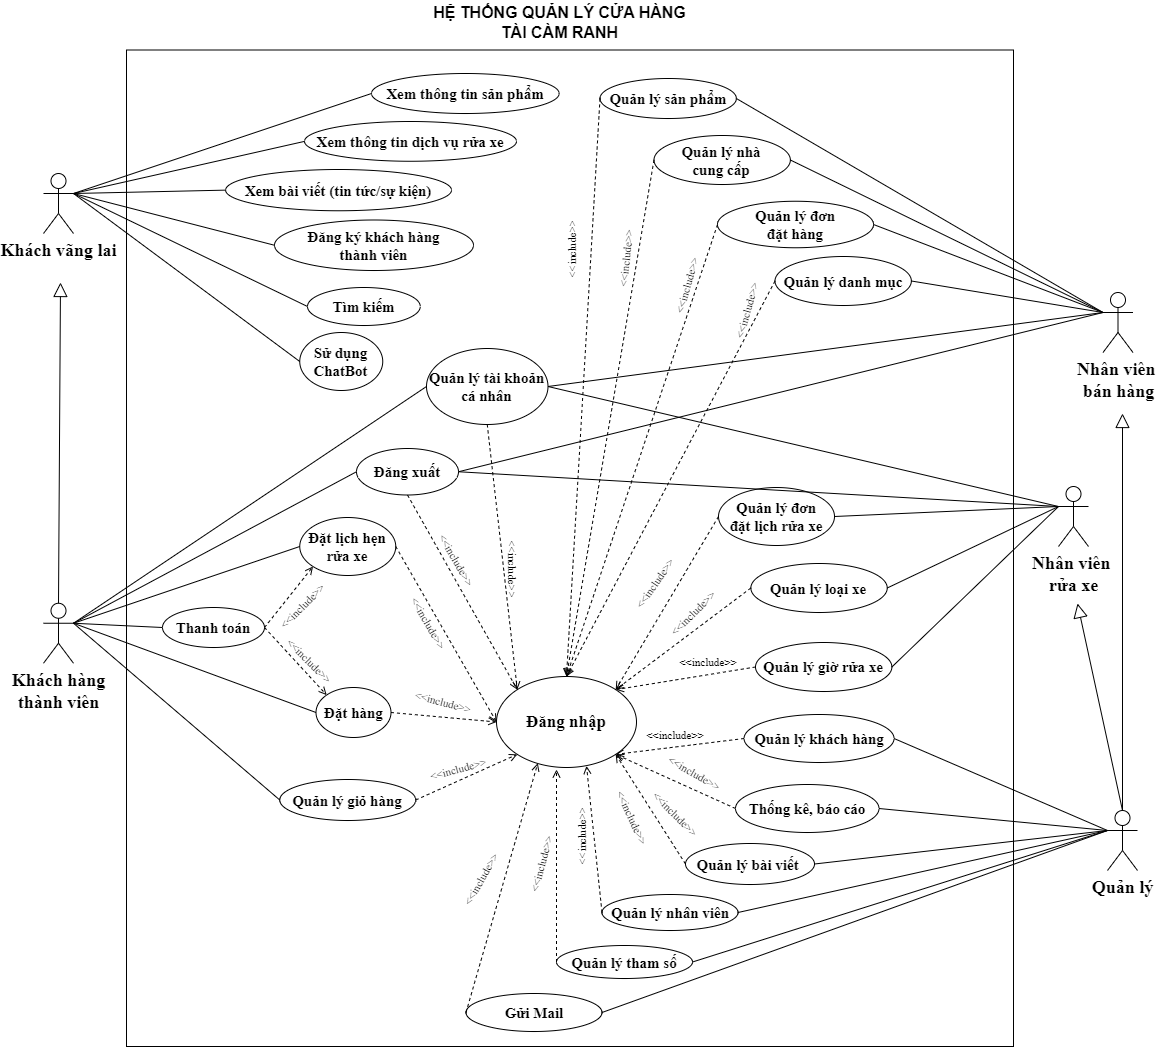 HỆ THỐNG QUẢN LÝ CỬA HÀNG
TÀI CÀM RANH
Xem thông tin sản phẩm
Xem thông tin dịch vụ rửa xe
Xem bài viết (tin tức/sự kiện)
Đăng ký khách hàng
thành viên
Tìm kiếm
Sử dụng
ChatBot
Khách vãng lai
Quản lý sản phẩm
Quản lý nhà
cung cấp
Quản lý đơn
đặt hàng
Quản lý danh mục
<<include>>
<<include>>
<<include>>
<<include>>
Nhân viên
bán hàng
Quản lý tài khoản
cá nhân
Đăng xuất
Đặt lịch hẹn
rửa xe
Thanh toán
Đặt hàng
Quản lý giỏ hàng
Khách hàng
thành viên
<<include>>
<<include>>
<<include>>
<<include>>
<<include>>
<<include>>
<<include>>
Đăng nhập
Quản lý đơn
đặt lịch rửa xe
Quản lý loại xe
Quản lý giờ rửa xe
<<include>>
<<include>>
<<include>>
Nhân viên
rửa xe
Quản lý khách hàng
Thống kê, báo cáo
Quản lý bài viết
Quản lý nhân viên
Quản lý tham số
Gửi Mail
<<include>>
<<include>>
<<include>>
<<include>>
<<include>>
<<include>>
<<include>>
Quản lý